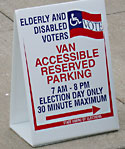 ELDERLY AND
DISABLED
VOTERS
VOTE
VAN
ACCESSIBLE
RESERVED
PARKING
7 AM - 8 PM
ELECTION DAY ONLY
30 MINUTE MAXIMUM